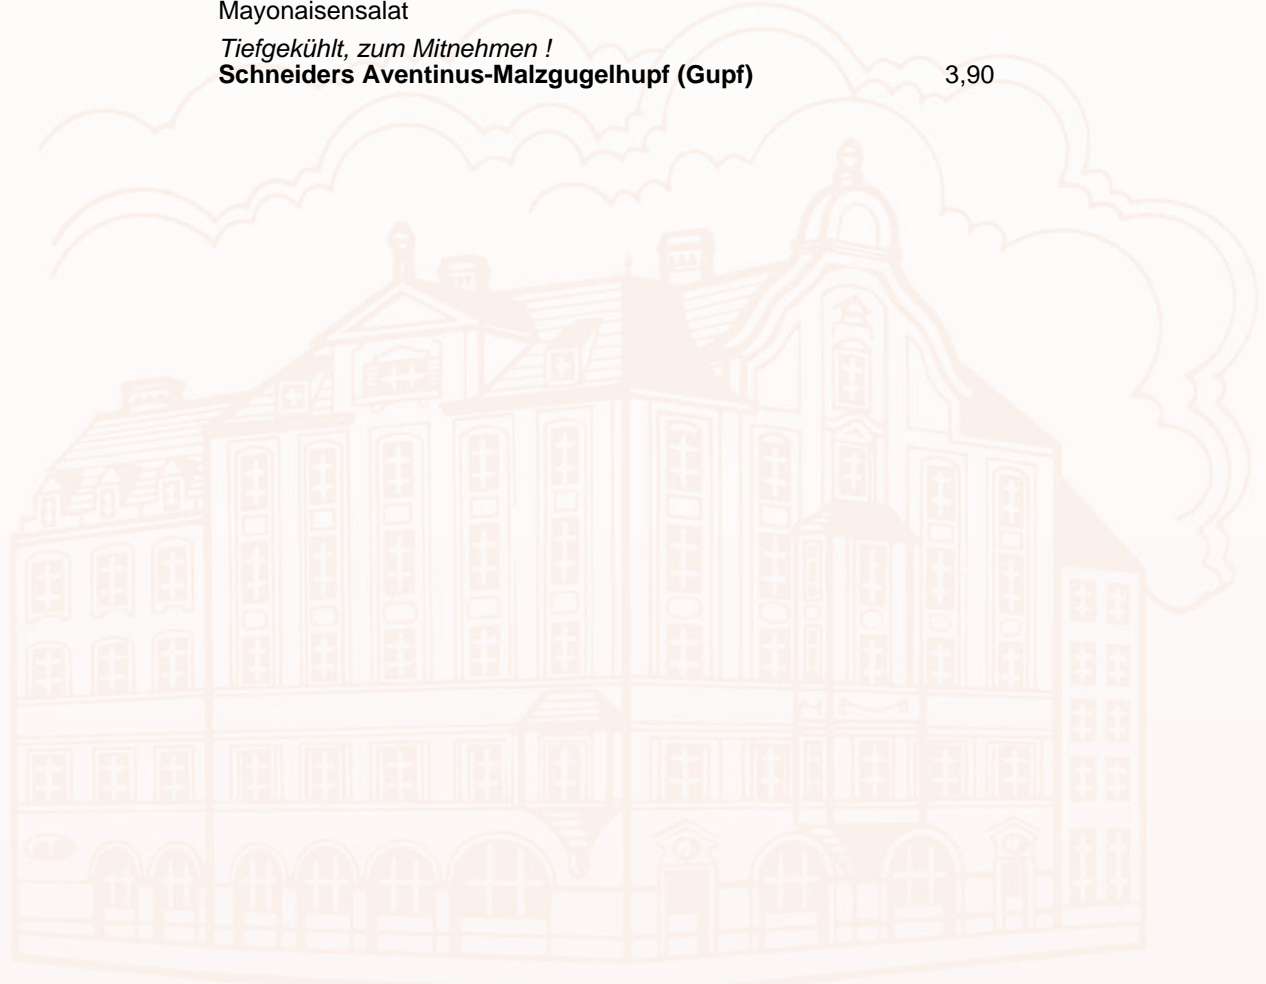 Mayonaisensalat
Tiefgekühlt, zum Mitnehmen !
Schneiders Aventinus-Malzgugelhupf (Gupf) 3,90